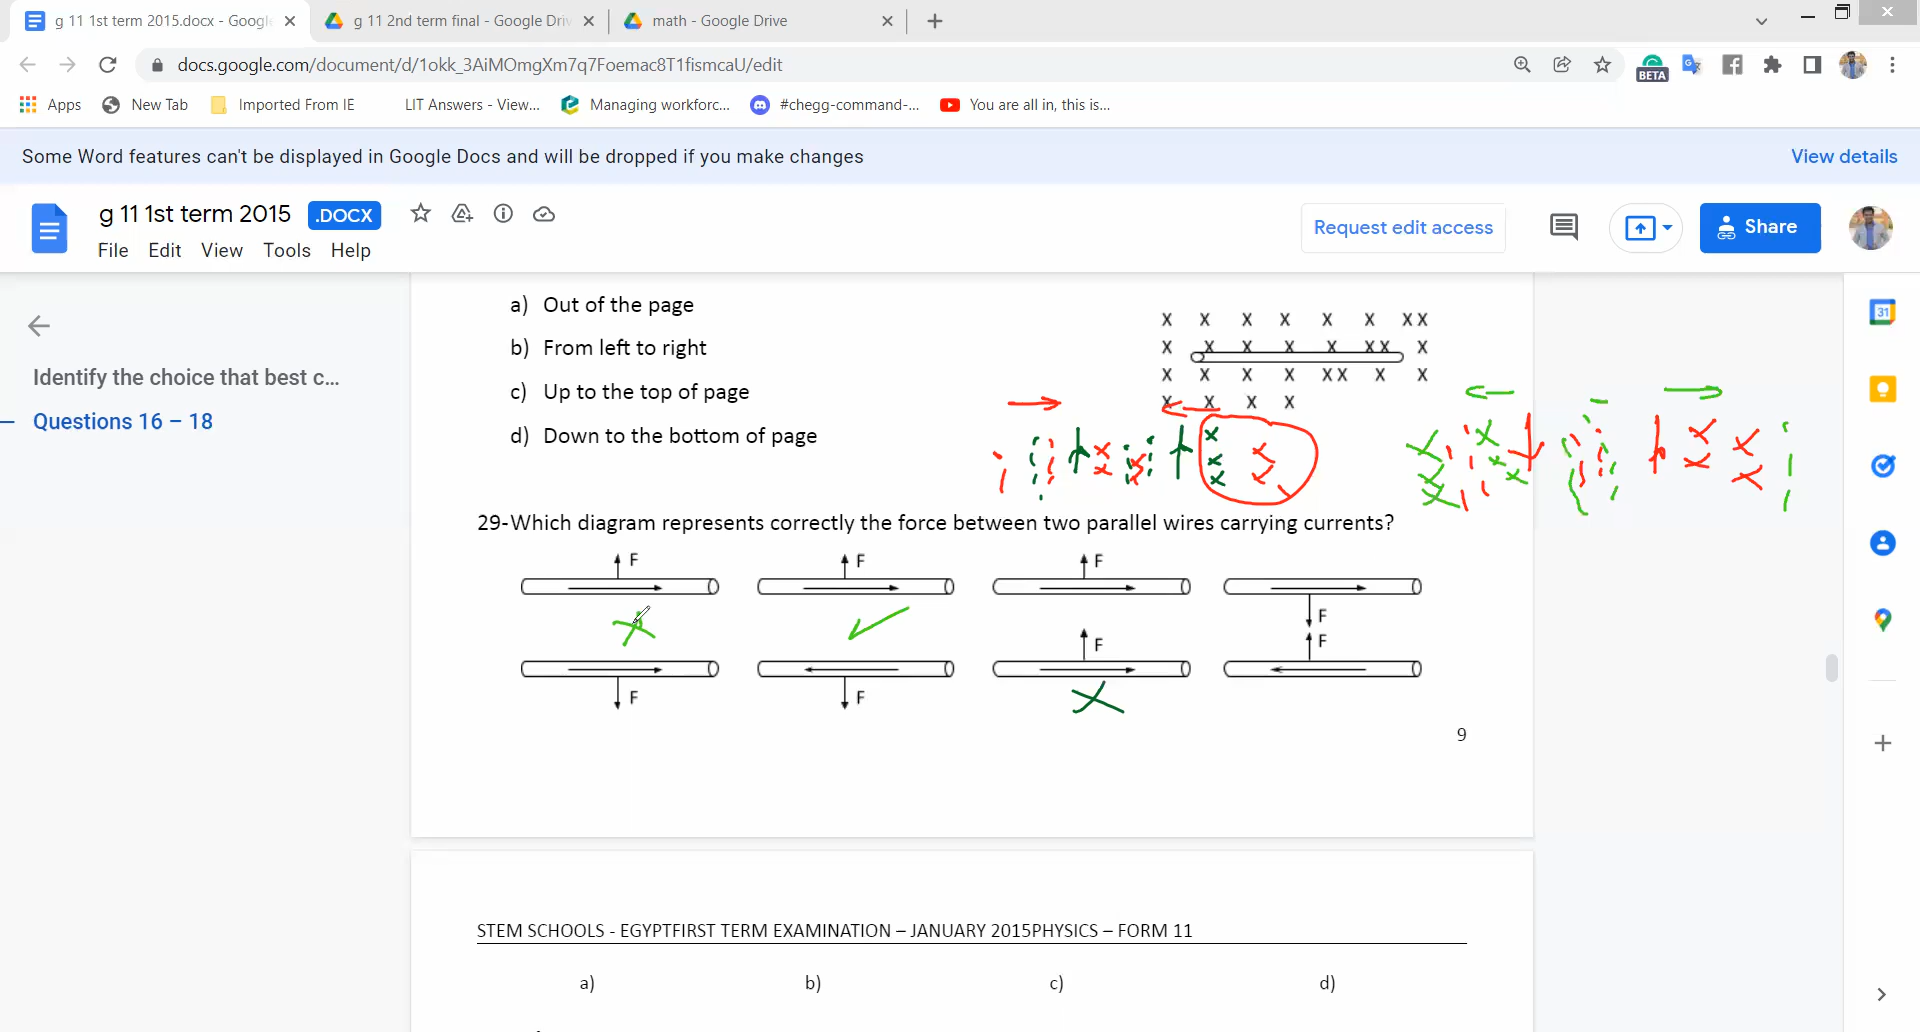 g 11 1st term 2015.docx - Googl
g 11 2nd term final - Google Driv
math - Google Drive
docs.google.com/document/d/1okk_3AiMOmgXm7q7Foemac8T1fismcaU/edit
BETA
Apps
New Tab
Imported From IE
LIT Answers - View...
Managing workforc...
#chegg-command-...
You are all in, this is...
Some Word features can't be displayed in Google Docs and will be dropped if you make changes
View details
g 11 1st term 2015
.DOCX
Request edit access
Share
File Edit View Tools Help
31
Identify the choice that best c...
Questions 16 – 18
a) Out of the page
b) From left to right
c) Up to the top of page
d) Down to the bottom of page
X X X X X X X X
X X X X X X X X
X X X X X X X X
X X X X
29-Which diagram represents correctly the force between two parallel wires carrying currents?
F F F
F
F F
F F
9
STEM SCHOOLS - EGYPTFIRST TERM EXAMINATION – JANUARY 2015PHYSICS – FORM 11
a) b) c) d)